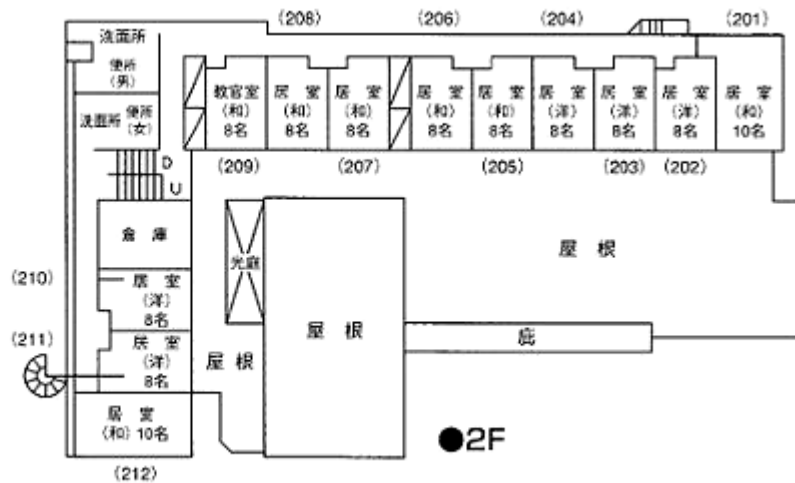 (208)
(206)
(204)
(201)
洗面所
便所
(男)
洗面所
便所
(女)
教官室
(和)
8名
居 室
(和)
8名
居 室
(和)
8名
居 室
(和)
8名
居 室
(和)
8名
居 室
(洋)
8名
居 室
(洋)
8名
居 室
(洋)
8名
居 室
(和)
10名
(209)
(207)
(205)
(203)
(202)
D
U
倉 庫
光庭
屋 根
屋 根
屋 根
庇
(210)
居 室
(洋)
8名
(211)
居 室
(洋)
8名
居 室
(和) 10名
(212)
●2F